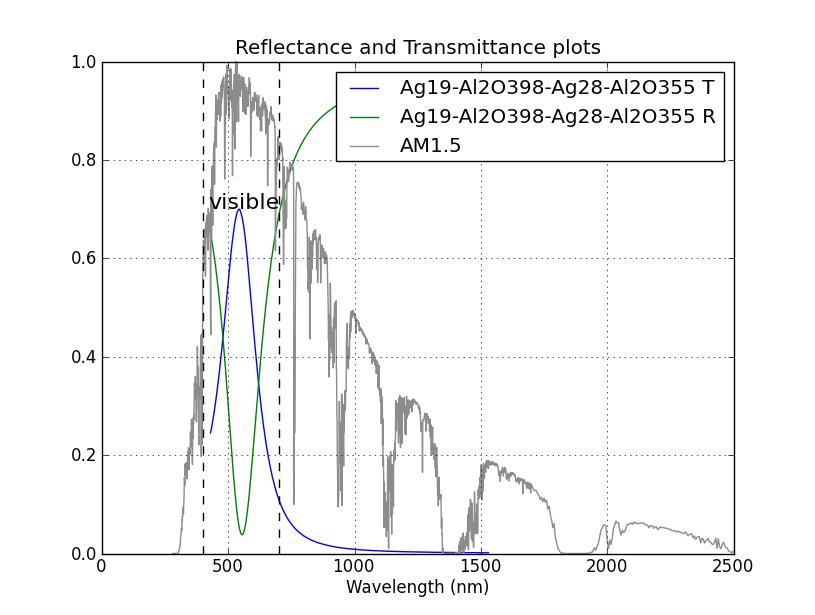 Reflectance and Transmittance plots
1.0
0.8
0.6
0.4
0.2
0.0
Ag19-Al2O398-Ag28-Al2O355 T
Ag19-Al2O398-Ag28-Al2O355 R
AM1.5
visible
0
500
1000
1500
2000
2500
Wavelength (nm)